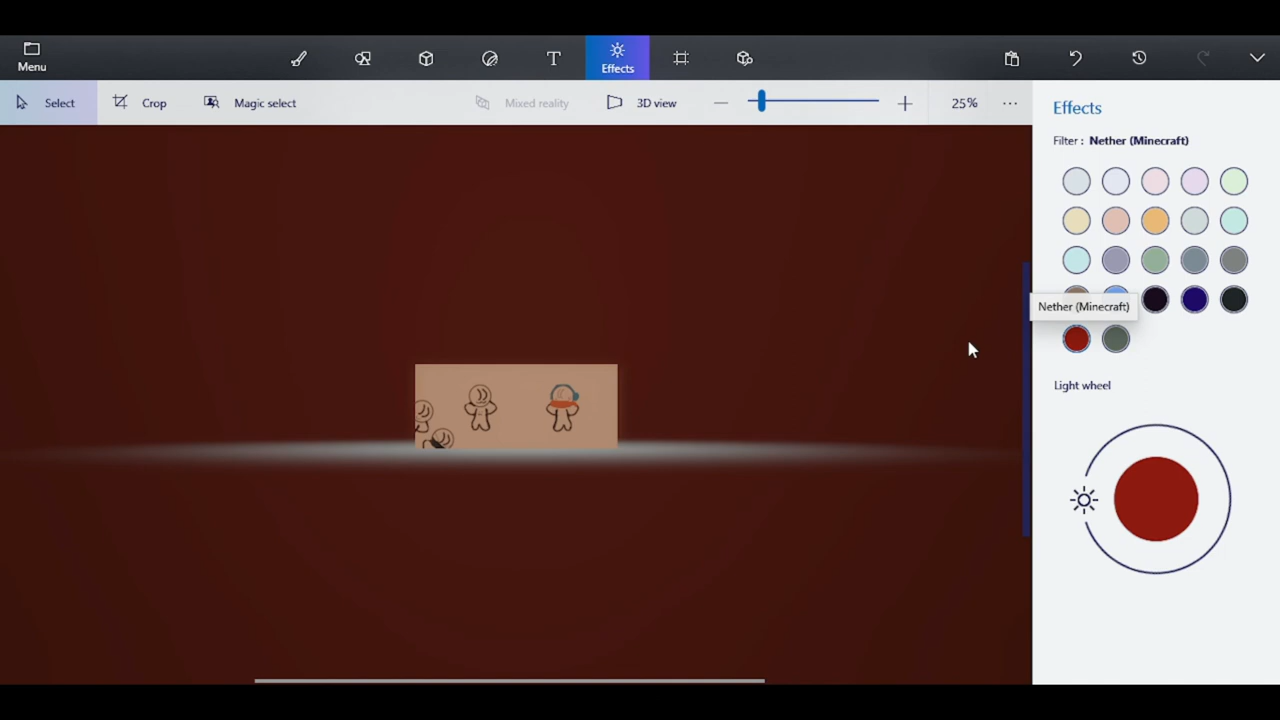 Menu
Effects
Select
Crop
Magic select
Mixed reality
3D view
25%
Effects
Filter : Nether (Minecraft)
Nether (Minecraft)
Light wheel